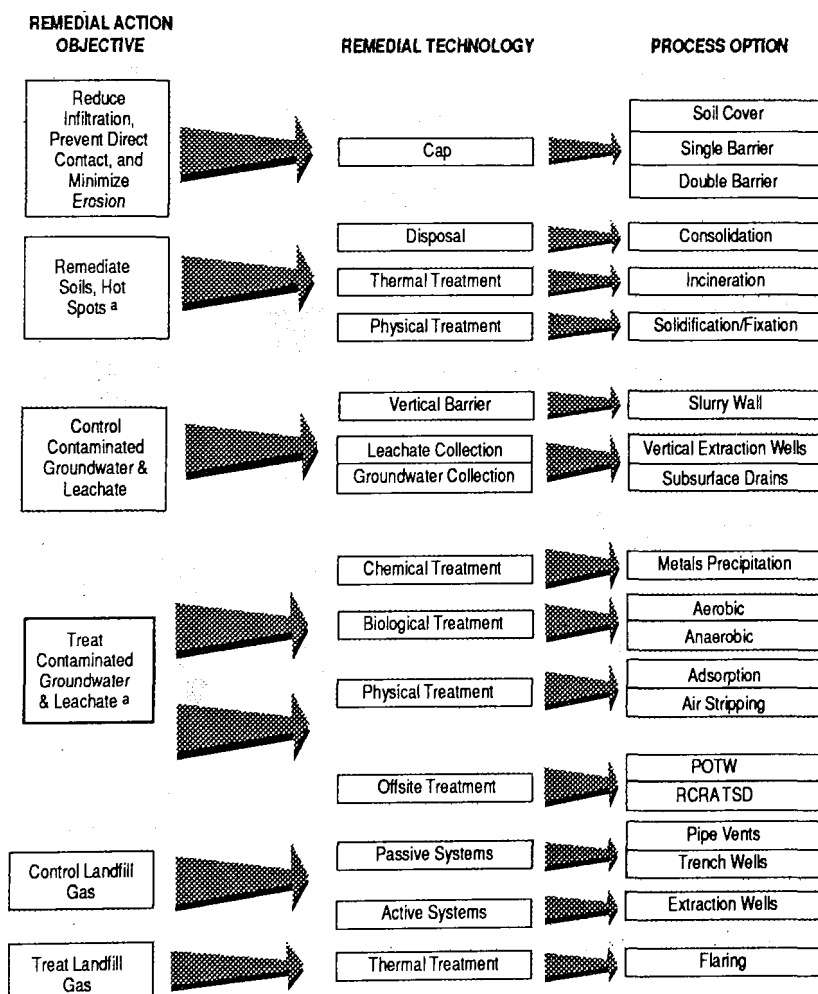 REMEDIAL ACTION
OBJECTIVE
REMEDIAL TECHNOLOGY
PROCESS OPTION
Reduce
Infiltration,
Prevent Direct
Contact, and
Minimize
Erosion
Cap
Soil Cover
Single Barrier
Double Barrier
Remediate
Soils, Hot
Spots a
Disposal
Consolidation
Thermal Treatment
Incineration
Physical Treatment
Solidification/Fixation
Control
Contaminated
Groundwater &
Leachate
Vertical Barrier
Slurry Wall
Leachate Collection
Groundwater Collection
Vertical Extraction Wells
Subsurface Drains
Treat
Contaminated
Groundwater
& Leachate a
Chemical Treatment
Metals Precipitation
Biological Treatment
Aerobic
Anaerobic
Physical Treatment
Adsorption
Air Stripping
Offsite Treatment
POTW
RCRA TSD
Control Landfill
Gas
Passive Systems
Pipe Vents
Trench Wells
Active Systems
Extraction Wells
Treat Landfill
Gas
Thermal Treatment
Flaring